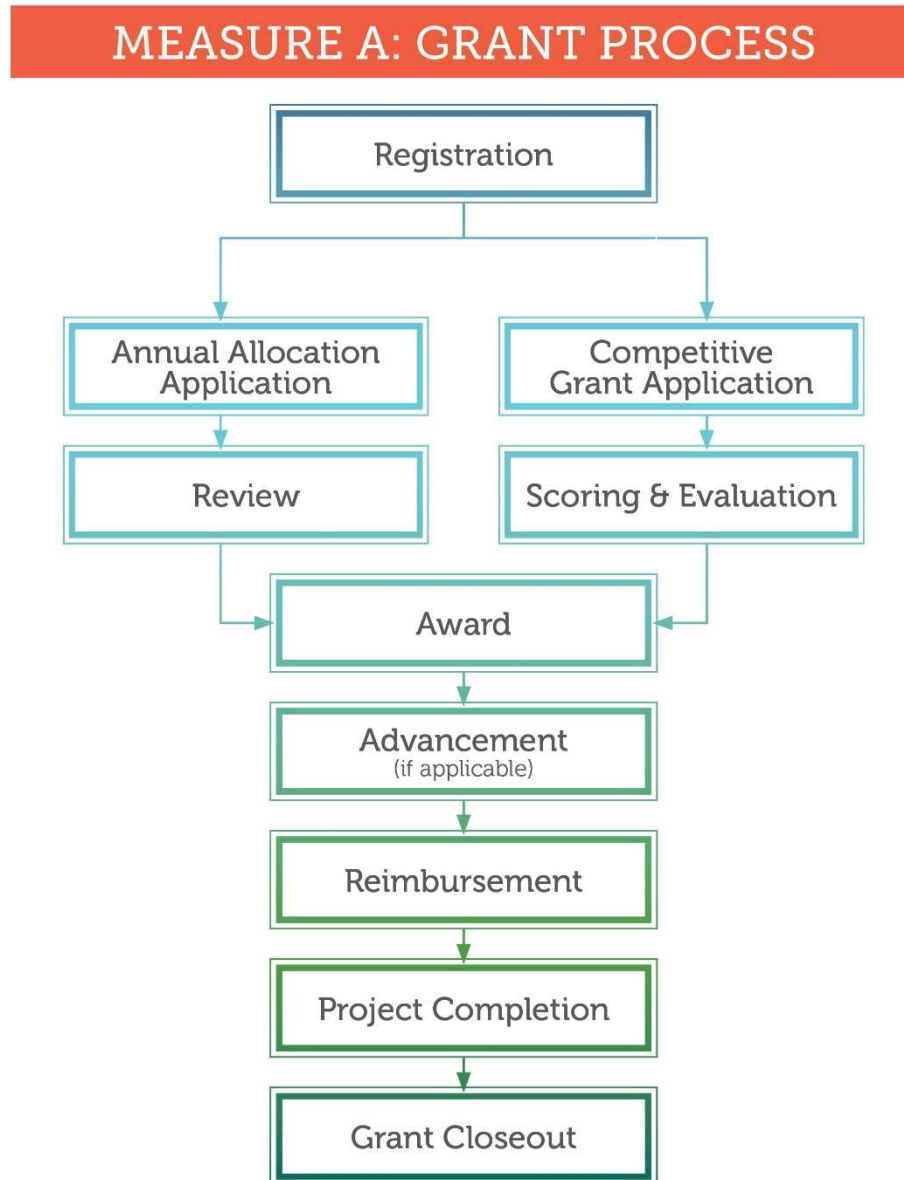 MEASURE A: GRANT PROCESS
Registration
Annual Allocation
Application
Competitive
Grant Application
Review
Scoring & Evaluation
Award
Advancement
(if applicable)
Reimbursement
Project Completion
Grant Closeout